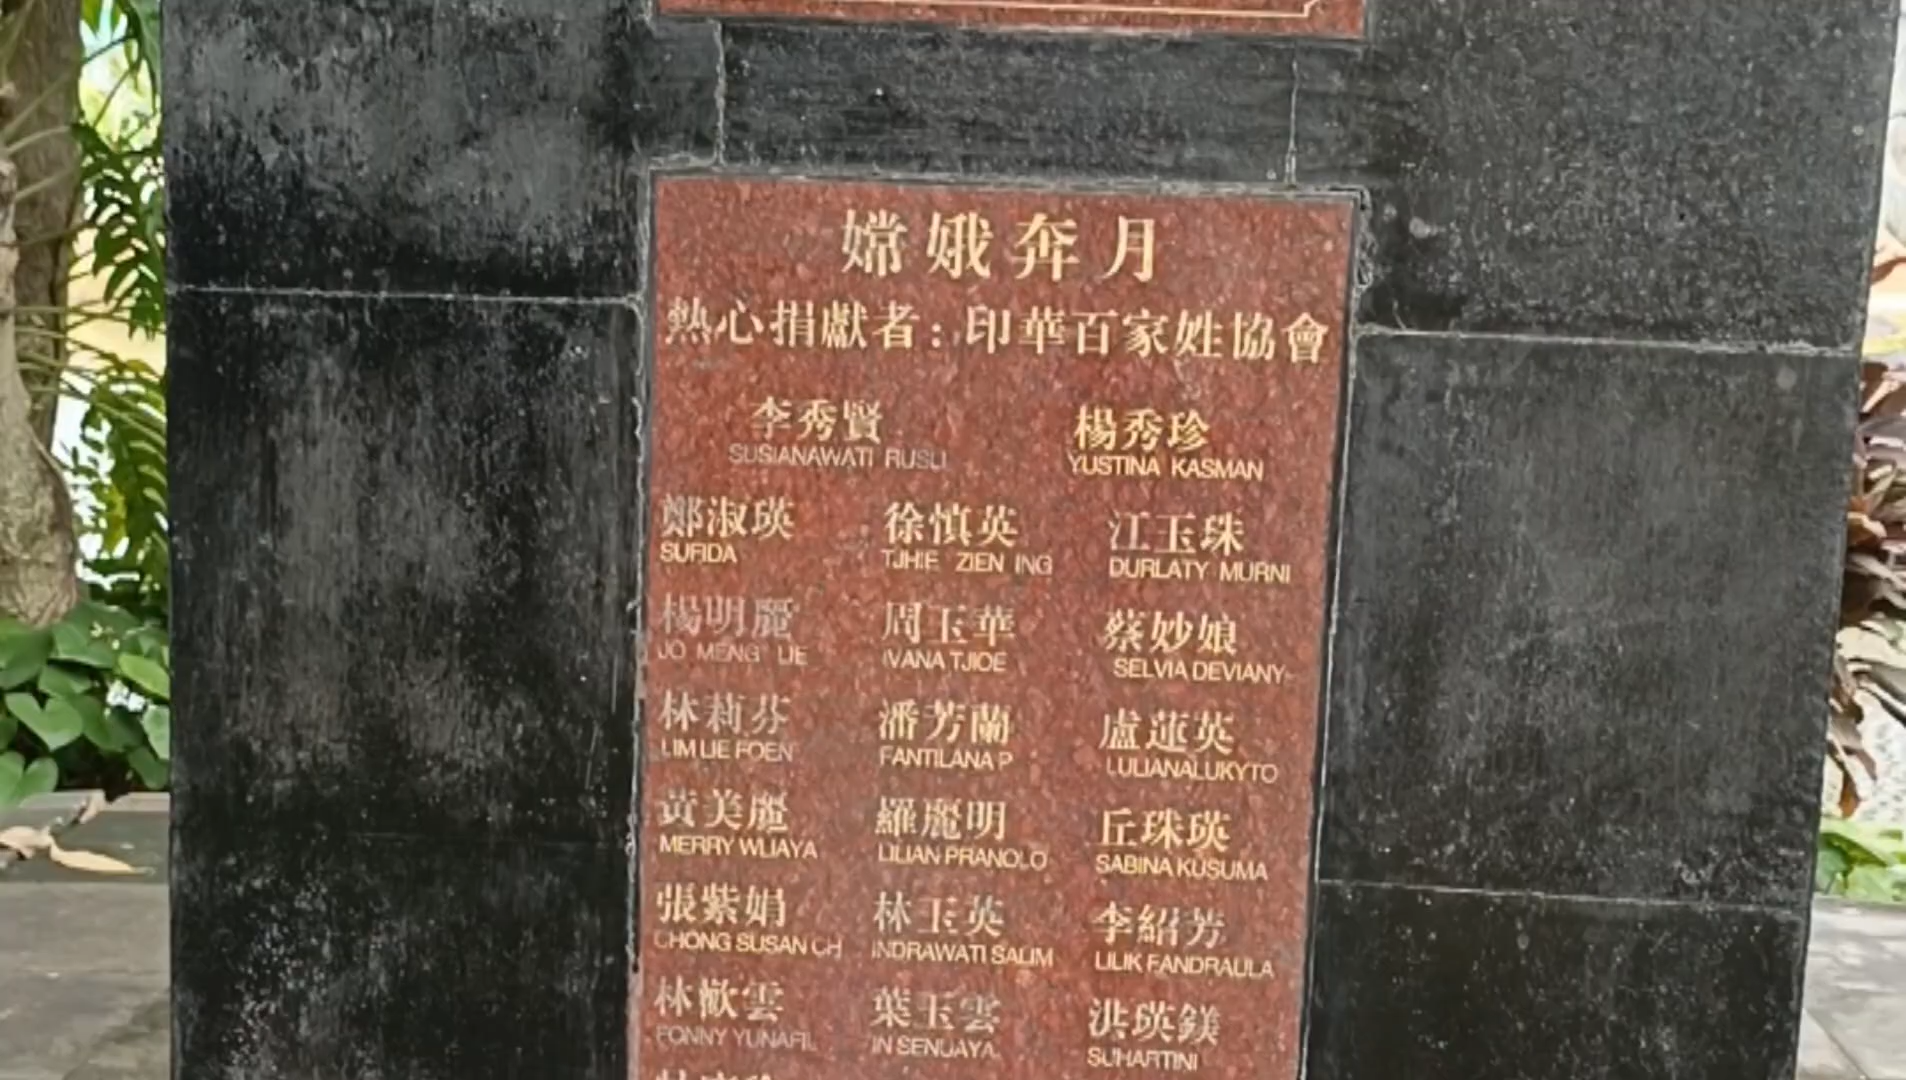 嫦娥奔月
熱心捐獻者：印華百家姓協會
李秀賢 楊秀珍
SUSIANAWATI RUSLI YUSTINA KASMAN
鄭淑瑛 徐慎英 江玉珠
SUFIDA TJHIE ZIEN ING DURLATY MURNI
楊明麗 周玉華 蔡妙娘
JO MENG LIE IVANA TJIOE SELVIA DEVIANY
林莉芬 潘芳蘭 盧蓮英
LIM LIE FOEN FANTILANA P LULIANALUKYTO
黃美麗 羅麗明 丘珠瑛
MERRY WIJAYA LILIAN PRANOLO SABINA KUSUMA
張紫娟 林玉英 李紹芳
CHONG SUSAN CH INDRAWATI SALIM LILIK FANDRAULA
林歡雲 葉玉雲 洪瑛鎂
FONNY IN SENJAYA SUHARTINI